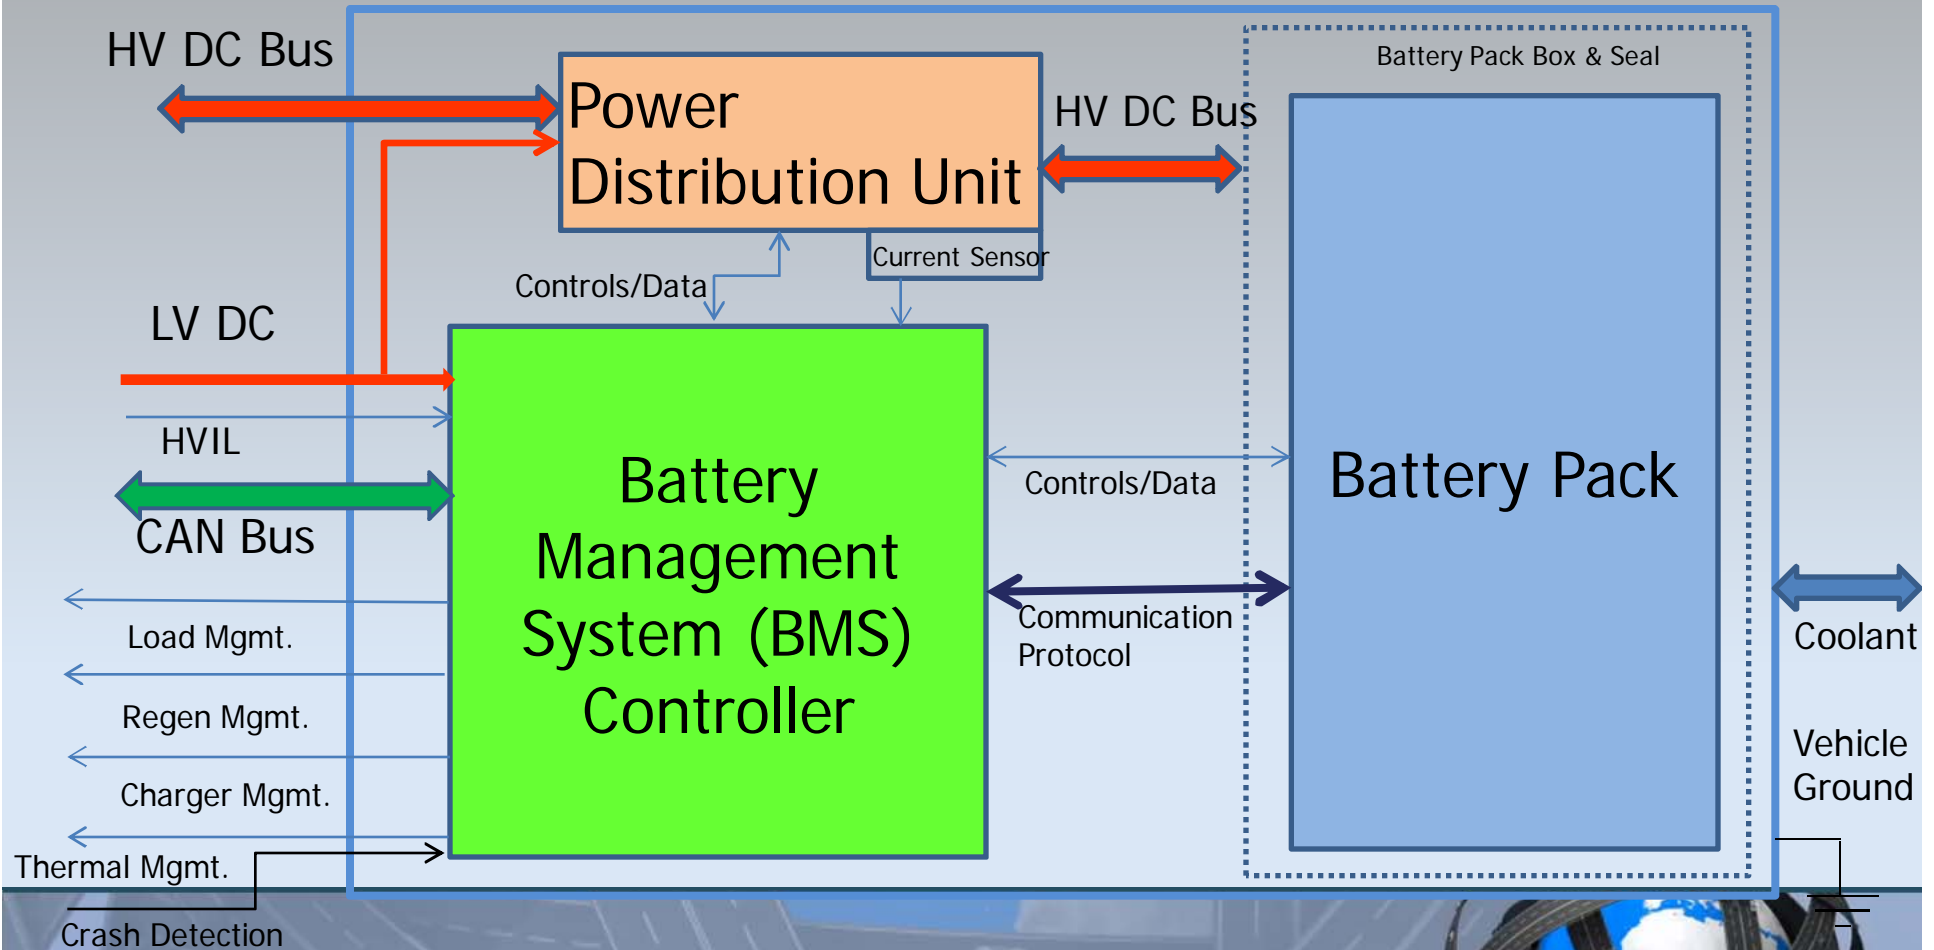 HV DC Bus
Battery Pack Box & Seal
Power
Distribution Unit
HV DC Bus
Current Sensor
Controls/Data
LV DC
HVIL
CAN Bus
Battery
Management
System (BMS)
Controller
Controls/Data
Battery Pack
Communication
Protocol
Load Mgmt.
Coolant
Regen Mgmt.
Vehicle
Ground
Charger Mgmt.
Thermal Mgmt.
Crash Detection